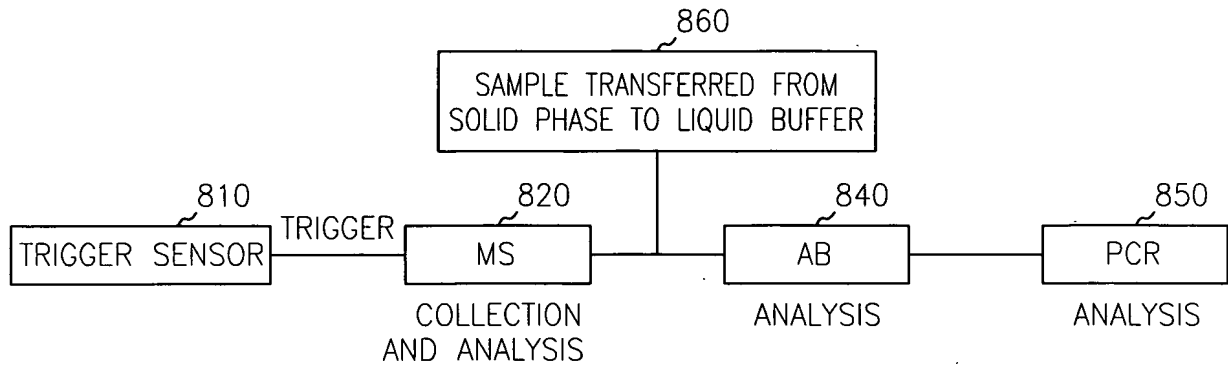 860
SAMPLE TRANSFERRED FROM
SOLID PHASE TO LIQUID BUFFER
810
TRIGGER SENSOR
TRIGGER
820
MS
COLLECTION
AND ANALYSIS
840
AB
ANALYSIS
850
PCR
ANALYSIS